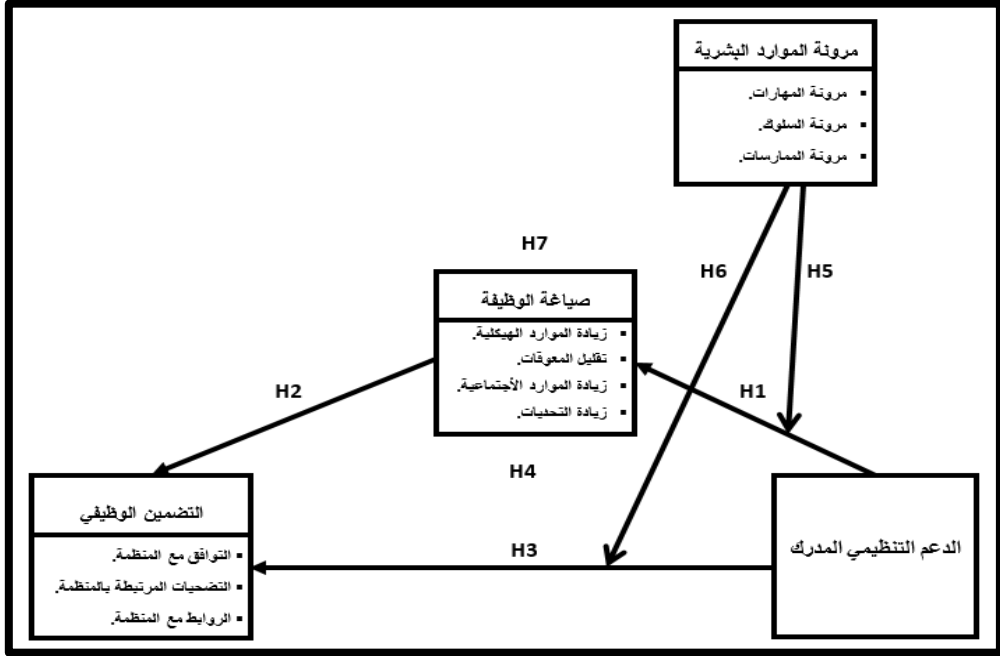 مرونة الموارد البشرية
مرونة المهارات.
مرونة السلوك.
مرونة الممارسات.
H7
H6
H5
صياغة الوظيفة
زيادة الموارد الهيكلية.
تقليل المعوقات.
زيادة الموارد الأجتماعية.
زيادة التحديات.
H1
H2
H4
الدعم التنظيمي المدرك
H3
التضمين الوظيفي
التوافق مع المنظمة.
التضحيات المرتبطة بالمنظمة.
الروابط مع المنظمة.